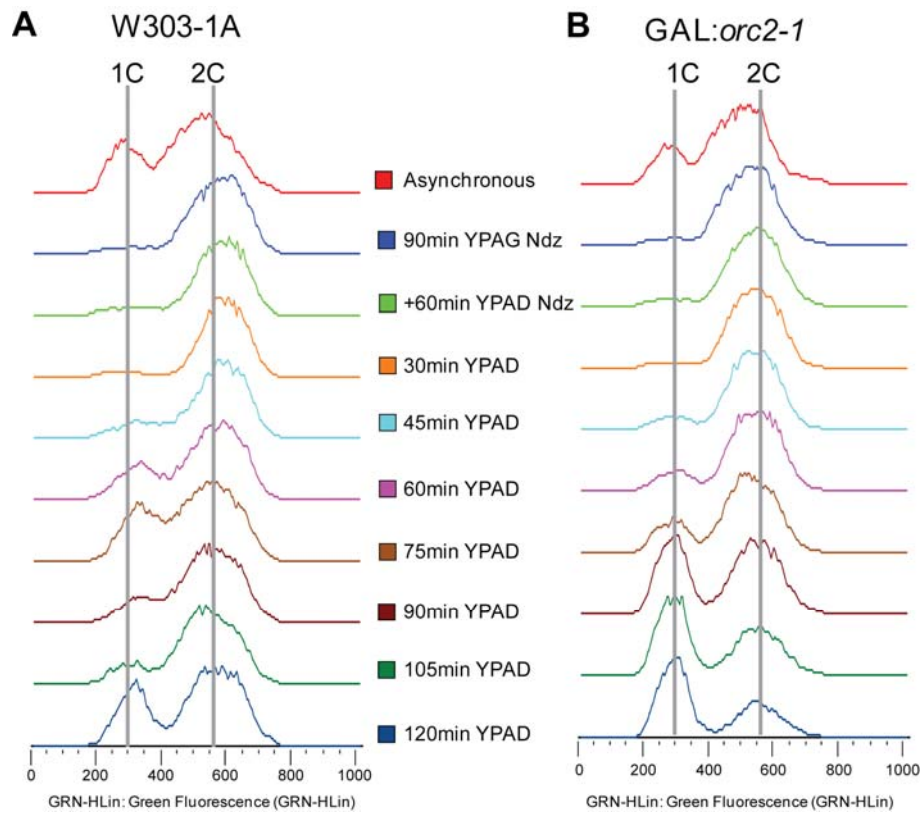 A W303-1A
1C 2C
B GAL:orc2-1
1C 2C
Asynchronous
90min YPAG Ndz
+60min YPAD Ndz
30min YPAD
45min YPAD
60min YPAD
75min YPAD
90min YPAD
105min YPAD
120min YPAD
0 200 400 600 800 1000
GRN-HLin: Green Fluorescence (GRN-HLin)
0 200 400 600 800 1000
GRN-HLin: Green Fluorescence (GRN-HLin)